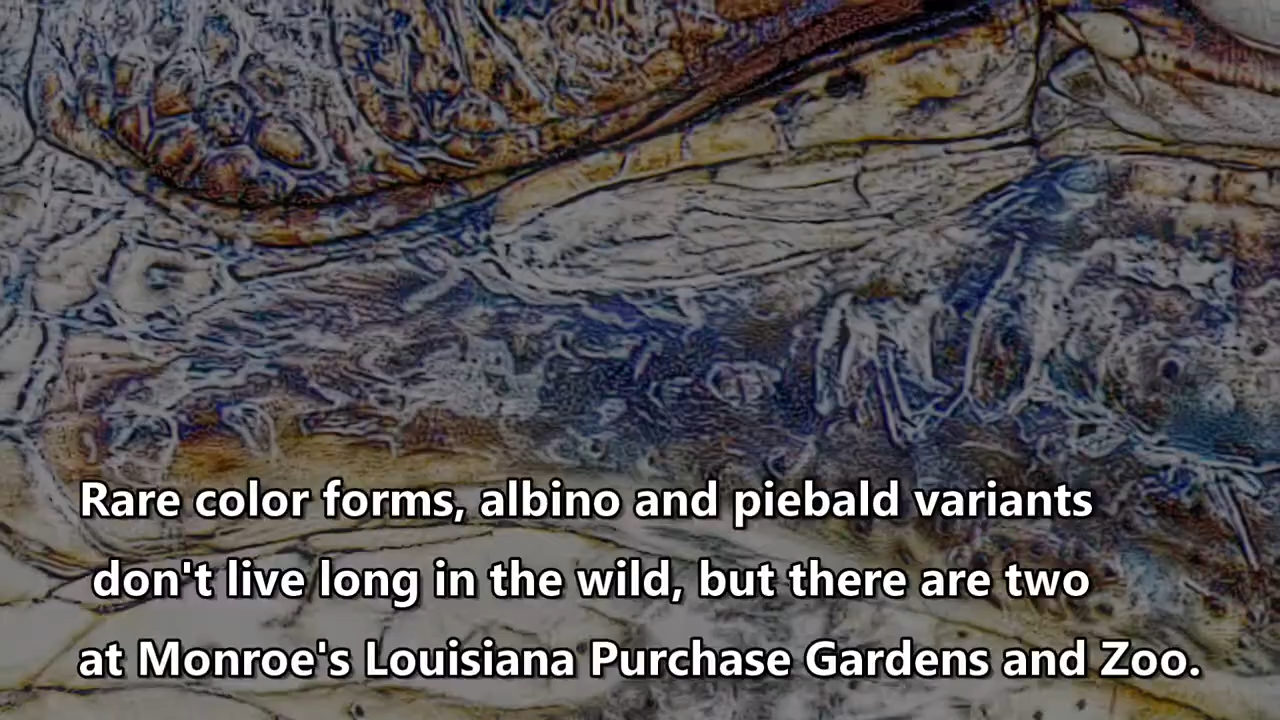 Rare color forms, albino and piebald variants
don't live long in the wild, but there are two
at Monroe's Louisiana Purchase Gardens and Zoo.